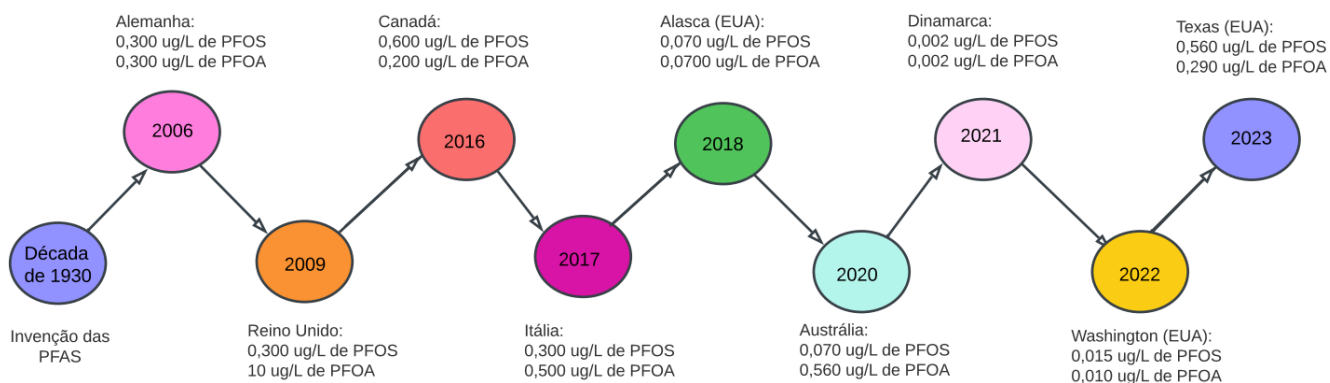 Década
de 1930
Invenção das
PFAS
Alemanha:
0,300 ug/L de PFOS
0,300 ug/L de PFOA
2006
2009
Reino Unido:
0,300 ug/L de PFOS
10 ug/L de PFOA
Canadá:
0,600 ug/L de PFOS
0,200 ug/L de PFOA
2016
2017
Itália:
0,300 ug/L de PFOS
0,500 ug/L de PFOA
Alasca (EUA):
0,070 ug/L de PFOS
0,0700 ug/L de PFOA
2018
2020
Austrália:
0,070 ug/L de PFOS
0,560 ug/L de PFOA
Dinamarca:
0,002 ug/L de PFOS
0,002 ug/L de PFOA
2021
2022
Washington (EUA):
0,015 ug/L de PFOS
0,010 ug/L de PFOA
Texas (EUA):
0,560 ug/L de PFOS
0,290 ug/L de PFOA
2023